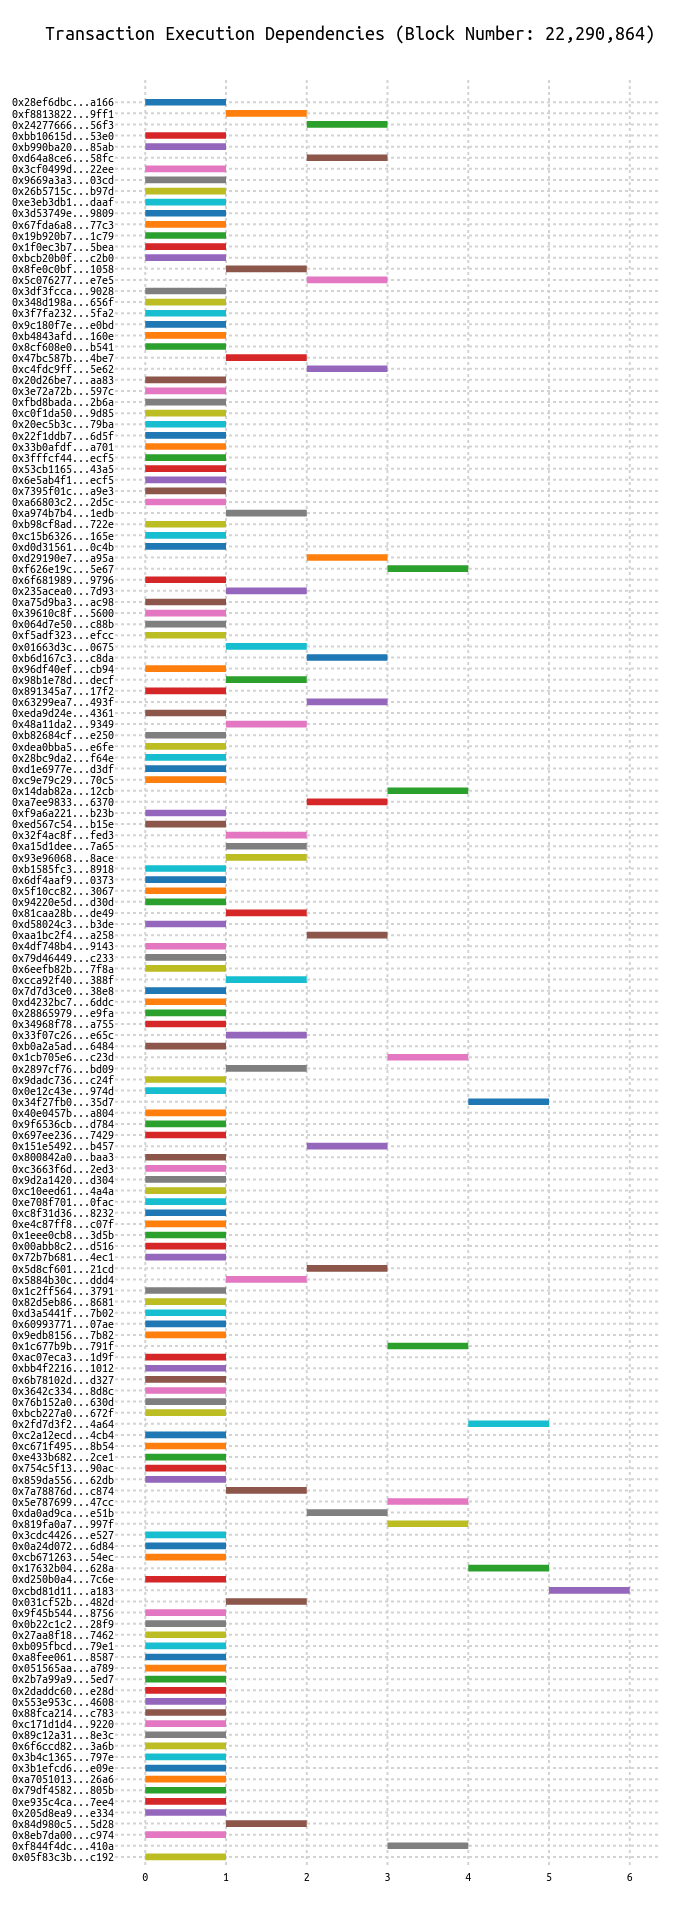 Transaction Execution Dependencies (Block Number: 22,290,864)
0x28ef6dbc...a166
0xf8813822...9ff1
0x24277666...56f3
0xbb10615d...53e0
0xb990ba20...85ab
0xd64a8ce6...58fc
0x3cf0499d...22ee
0x9669a3a3...03cd
0x26b5715c...b97d
0xe3eb3db1...daaf
0x3d53749e...9809
0x67fda6a8...77c3
0x19b920b7...1c79
0x1f0ec3b7...5bea
0xbcb20b0f...c2b0
0x8fe0c0bf...1058
0x5c076277...e7e5
0x3df3fcca...9028
0x348d198a...656f
0x3f7fa232...5fa2
0x9c180f7e...e0bd
0xb4843afd...160e
0x8cf608e0...b541
0x47bc587b...4be7
0xc4fdc9ff...5e62
0x20d26be7...aa83
0x3e72a72b...597c
0xfbd8bada...2b6a
0xc0f1da50...9d85
0x20ec5b3c...79ba
0x22f1ddb7...6d5f
0x33b0afdf...a701
0x3fffcf44...ecf5
0x53cb1165...43a5
0x6e5ab4f1...ecf5
0x7395f01c...a9e3
0xa66803c2...2d5c
0xa974b7b4...1edb
0xb98cf8ad...722e
0xc15b6326...165e
0xd0d31561...0c4b
0xd29190e7...a95a
0xf626e19c...5e67
0x6f681989...9796
0x235acea0...7d93
0xa75d9ba3...ac98
0x39610c8f...5600
0x064d7e50...c88b
0xf5adf323...efcc
0x01663d3c...0675
0xb6d167c3...c8da
0x96df40ef...cb94
0x98b1e78d...decf
0x891345a7...17f2
0x63299ea7...493f
0xeda9d24e...4361
0x48a11da2...9349
0xb82684cf...e250
0xdea0bba5...e6fe
0x28bc9da2...f64e
0xd1e6977e...d3df
0xc9e79c29...70c5
0x14dab82a...12cb
0xa7ee9833...6370
0xf9a6a221...b23b
0xed567c54...b15e
0x32f4ac8f...fed3
0xa15d1dee...7a65
0x93e96068...8ace
0xb1585fc3...8918
0x6df4aaf9...0373
0x5f10cc82...3067
0x94220e5d...d30d
0x81caa28b...de49
0xd58024c3...b3de
0xaa1bc2f4...a258
0x4df748b4...9143
0x79d46449...c233
0x6eefb82b...7f8a
0xcca92f40...388f
0x7d7d3ce0...38e8
0xd4232bc7...6ddc
0x28865979...e9fa
0x34968f78...a755
0x33f07c26...e65c
0xb0a2a5ad...6484
0x1cb705e6...c23d
0x2897cf76...bd09
0x9dadc736...c24f
0x0e12c43e...974d
0x34f27fb0...35d7
0x40e0457b...a804
0x9f6536cb...d784
0x697ee236...7429
0x151e5492...b457
0x800842a0...baa3
0xc3663f6d...2ed3
0x9d2a1420...d304
0xc10eed61...4a4a
0xe708f701...0fac
0xc8f31d36...8232
0xe4c87ff8...c07f
0x1eee0cb8...3d5b
0x00abb8c2...d516
0x72b7b681...4ec1
0x5d8cf601...21cd
0x5884b30c...ddd4
0x1c2ff564...3791
0x82d5eb86...8681
0xd3a5441f...7b02
0x60993771...07ae
0x9edb8156...7b82
0x1c677b9b...791f
0xac07eca3...1d9f
0xbb4f2216...1012
0x6b78102d...d327
0x3642c334...8d8c
0x76b152a0...630d
0xbcb227a0...672f
0x2fd7d3f2...4a64
0xc2a12ecd...4cb4
0xc671f495...8b54
0xe433b682...2ce1
0x754c5f13...90ac
0x859da556...62db
0x7a78876d...c874
0x5e787699...47cc
0xda0ad9ca...e51b
0x819fa0a7...997f
0x3cdc4426...e527
0x0a24d072...6d84
0xcb671263...54ec
0x17632b04...628a
0xd250b0a4...7c6e
0xcbd81d11...a183
0x031cf52b...482d
0x9f45b544...8756
0x0b22c1c2...28f9
0x27aa8f18...7462
0xb095fbcd...79e1
0xa8fee061...8587
0x051565aa...a789
0x2b7a99a9...5ed7
0x2daddc60...e28d
0x553e953c...4608
0x88fca214...c783
0xc171d1d4...9220
0x89c12a31...8e3c
0x6f6ccd82...3a6b
0x3b4c1365...797e
0x3b1efcd6...e09e
0xa7051013...26a6
0x79df4582...805b
0xe935c4ca...7ee4
0x205d8ea9...e334
0x84d980c5...5d28
0x8eb7da00...c974
0xf844f4dc...410a
0x05f83c3b...c192
0 1 2 3 4 5 6